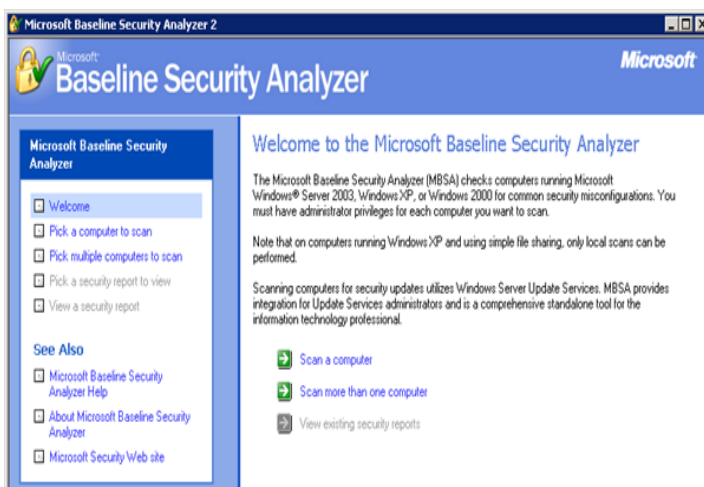 Microsoft Baseline Security Analyzer 2
Microsoft
Baseline Security Analyzer
Microsoft
Microsoft Baseline Security
Analyzer
Welcome
Pick a computer to scan
Pick multiple computers to scan
Pick a security report to view
View a security report
See Also
Microsoft Baseline Security
Analyzer Help
About Microsoft Baseline Security
Analyzer
Microsoft Security Web site
Welcome to the Microsoft Baseline Security Analyzer
The Microsoft Baseline Security Analyzer (MBSA) checks computers running Microsoft
Windows® Server 2003, Windows XP, or Windows 2000 for common security misconfigurations. You
must have administrator privileges for each computer you want to scan.
Note that on computers running Windows XP and using simple file sharing, only local scans can be
performed.
Scanning computers for security updates utilizes Windows Server Update Services. MBSA provides
integration for Update Services administrators and is a comprehensive standalone tool for the
information technology professional.
Scan a computer
Scan more than one computer
View existing security reports